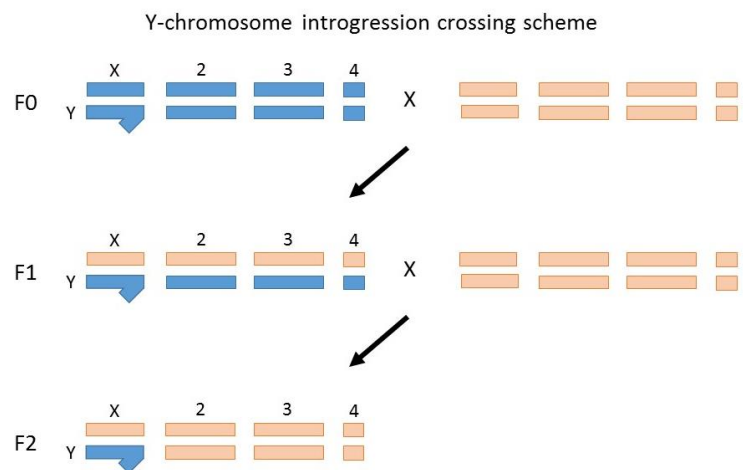 Y-chromosome introgression crossing scheme
X 2 3 4
F0 Y X
X 2 3 4
F1 Y X
X 2 3 4
F2 Y